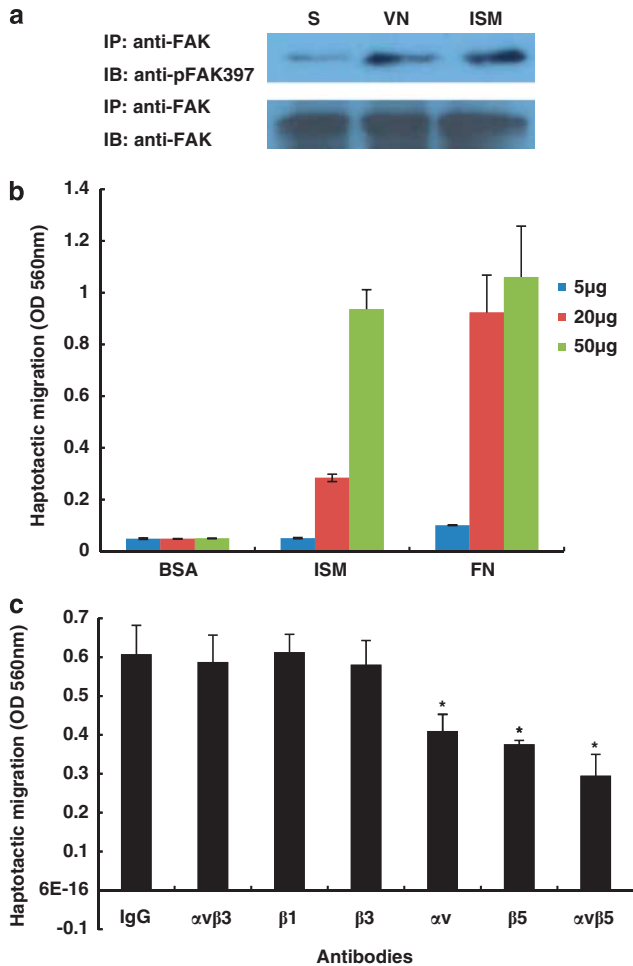 a
S VN ISM
IP: anti-FAK
IB: anti-pFAK397
IP: anti-FAK
IB: anti-FAK
b
Haptotactic migration (OD 560nm)
1.4
1.2
1
0.8
0.6
0.4
0.2
0
BSA ISM FN
5µg
20µg
50µg
c
Haptotactic migration (OD 560nm)
0.7
0.6
0.5
0.4
0.3
0.2
0.1
6E-16
-0.1
* * *
IgG αvβ3 β1 β3 αv β5 αvβ5
Antibodies